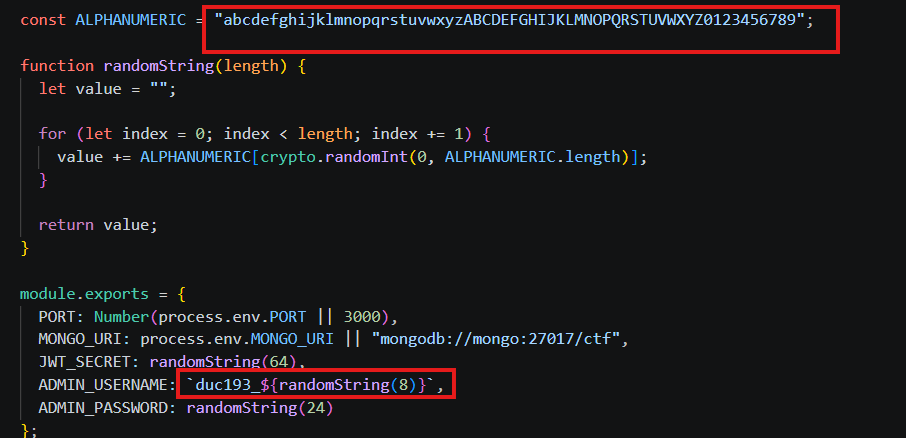 const ALPHANUMERIC = "abcdefghijklmnopqrstuvwxyzABCDEFGHIJKLMNOPQRSTUVWXYZ0123456789";
function randomString(length) {
let value = "";
for (let index = 0; index < length; index += 1) {
value += ALPHANUMERIC[crypto.randomInt(0, ALPHANUMERIC.length)];
}
return value;
}
module.exports = {
PORT: Number(process.env.PORT || 3000),
MONGO_URI: process.env.MONGO_URI || "mongodb://mongo:27017/ctf",
JWT_SECRET: randomString(64),
ADMIN_USERNAME: `duc193_${randomString(8)}`,
ADMIN_PASSWORD: randomString(24)
};